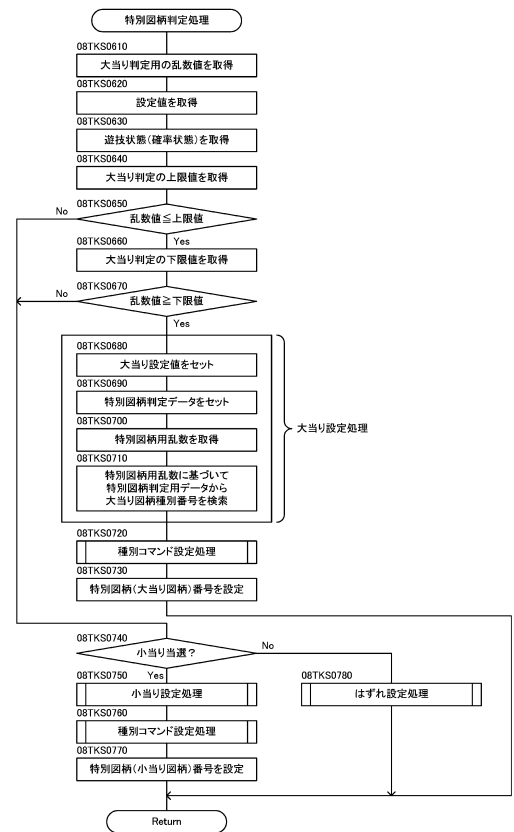 特別図柄判定処理
08TKS0610
大当り判定用の乱数値を取得
08TKS0620
設定値を取得
08TKS0630
遊技状態(確率状態)を取得
08TKS0640
大当り判定の上限値を取得
08TKS0650
No
乱数値≦上限値
Yes
08TKS0660
大当り判定の下限値を取得
08TKS0670
No
乱数値≧下限値
Yes
08TKS0680
大当り設定値をセット
08TKS0690
特別図柄判定データをセット
08TKS0700
特別図柄用乱数を取得
08TKS0710
特別図柄用乱数に基づいて
特別図柄判定用データから
大当り図柄種別番号を検索
大当り設定処理
08TKS0720
種別コマンド設定処理
08TKS0730
特別図柄(大当り図柄)番号を設定
08TKS0740
小当り当選?
No
Yes
08TKS0750
小当り設定処理
08TKS0780
はずれ設定処理
08TKS0760
種別コマンド設定処理
08TKS0770
特別図柄(小当り図柄)番号を設定
Return